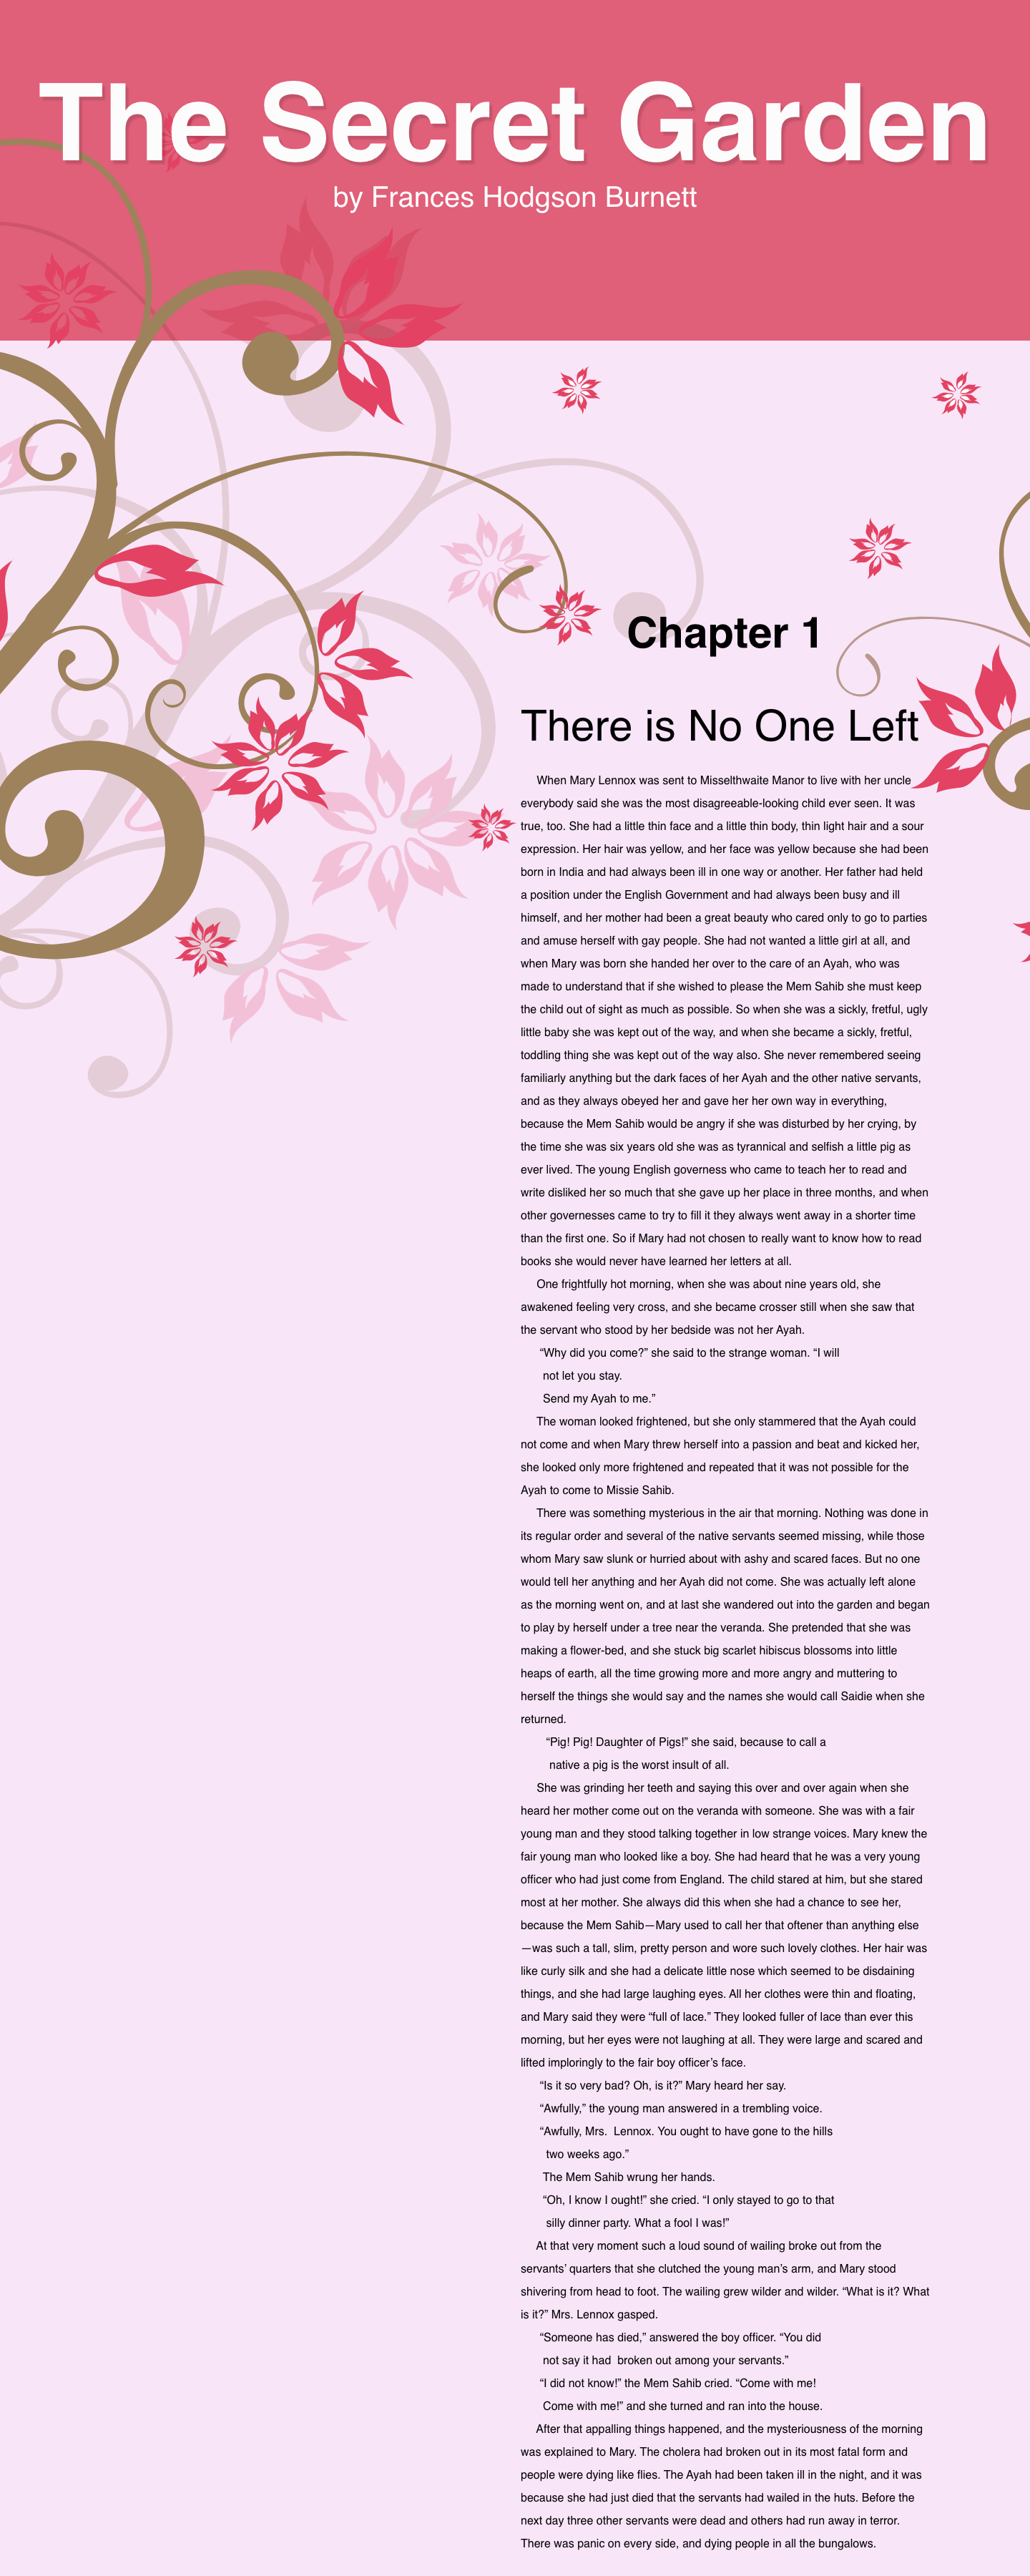 The Secret Garden
by Frances Hodgson Burnett
Chapter 1
There is No One Left
When Mary Lennox was sent to Misselthwaite Manor to live with her uncle
everybody said she was the most disagreeable-looking child ever seen. It was
true, too. She had a little thin face and a little thin body, thin light hair and a sour
expression. Her hair was yellow, and her face was yellow because she had been
born in India and had always been ill in one way or another. Her father had held
a position under the English Government and had always been busy and ill
himself, and her mother had been a great beauty who cared only to go to parties
and amuse herself with gay people. She had not wanted a little girl at all, and
when Mary was born she handed her over to the care of an Ayah, who was
made to understand that if she wished to please the Mem Sahib she must keep
the child out of sight as much as possible. So when she was a sickly, fretful, ugly
little baby she was kept out of the way, and when she became a sickly, fretful,
toddling thing she was kept out of the way also. She never remembered seeing
familiarly anything but the dark faces of her Ayah and the other native servants,
and as they always obeyed her and gave her her own way in everything,
because the Mem Sahib would be angry if she was disturbed by her crying, by
the time she was six years old she was as tyrannical and selfish a little pig as
ever lived. The young English governess who came to teach her to read and
write disliked her so much that she gave up her place in three months, and when
other governesses came to try to fill it they always went away in a shorter time
than the first one. So if Mary had not chosen to really want to know how to read
books she would never have learned her letters at all.
One frightfully hot morning, when she was about nine years old, she
awakened feeling very cross, and she became crosser still when she saw that
the servant who stood by her bedside was not her Ayah.
“Why did you come?” she said to the strange woman. “I will
not let you stay.
Send my Ayah to me.”
The woman looked frightened, but she only stammered that the Ayah could
not come and when Mary threw herself into a passion and beat and kicked her,
she looked only more frightened and repeated that it was not possible for the
Ayah to come to Missie Sahib.
There was something mysterious in the air that morning. Nothing was done in
its regular order and several of the native servants seemed missing, while those
whom Mary saw slunk or hurried about with ashy and scared faces. But no one
would tell her anything and her Ayah did not come. She was actually left alone
as the morning went on, and at last she wandered out into the garden and began
to play by herself under a tree near the veranda. She pretended that she was
making a flower-bed, and she stuck big scarlet hibiscus blossoms into little
heaps of earth, all the time growing more and more angry and muttering to
herself the things she would say and the names she would call Saidie when she
returned.
“Pig! Pig! Daughter of Pigs!” she said, because to call a
native a pig is the worst insult of all.
She was grinding her teeth and saying this over and over again when she
heard her mother come out on the veranda with someone. She was with a fair
young man and they stood talking together in low strange voices. Mary knew the
fair young man who looked like a boy. She had heard that he was a very young
officer who had just come from England. The child stared at him, but she stared
most at her mother. She always did this when she had a chance to see her,
because the Mem Sahib—Mary used to call her that oftener than anything else
—was such a tall, slim, pretty person and wore such lovely clothes. Her hair was
like curly silk and she had a delicate little nose which seemed to be disdaining
things, and she had large laughing eyes. All her clothes were thin and floating,
and Mary said they were “full of lace.” They looked fuller of lace than ever this
morning, but her eyes were not laughing at all. They were large and scared and
lifted imploringly to the fair boy officer’s face.
“Is it so very bad? Oh, is it?” Mary heard her say.
“Awfully,” the young man answered in a trembling voice.
“Awfully, Mrs. Lennox. You ought to have gone to the hills
two weeks ago.”
The Mem Sahib wrung her hands.
“Oh, I know I ought!” she cried. “I only stayed to go to that
silly dinner party. What a fool I was!”
At that very moment such a loud sound of wailing broke out from the
servants’ quarters that she clutched the young man’s arm, and Mary stood
shivering from head to foot. The wailing grew wilder and wilder. “What is it? What
is it?” Mrs. Lennox gasped.
“Someone has died,” answered the boy officer. “You did
not say it had broken out among your servants.”
“I did not know!” the Mem Sahib cried. “Come with me!
Come with me!” and she turned and ran into the house.
After that appalling things happened, and the mysteriousness of the morning
was explained to Mary. The cholera had broken out in its most fatal form and
people were dying like flies. The Ayah had been taken ill in the night, and it was
because she had just died that the servants had wailed in the huts. Before the
next day three other servants were dead and others had run away in terror.
There was panic on every side, and dying people in all the bungalows.